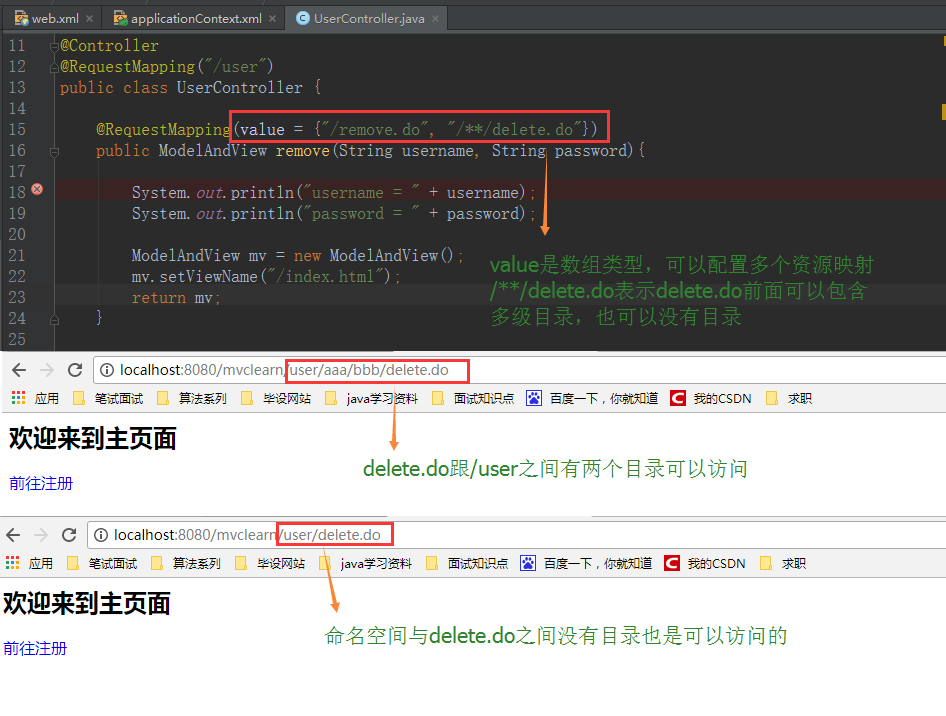 web.xml applicationContext.xml UserController.java
11 @Controller
12 @RequestMapping("/user")
13 public class UserController {
14
15 @RequestMapping(value = {"/remove.do", "/**/delete.do"})
16 public ModelAndView remove(String username, String password){
17
18 System.out.println("username = " + username);
19 System.out.println("password = " + password);
20
21 ModelAndView mv = new ModelAndView();
22 mv.setViewName("/index.html");
23 return mv;
24 }
25
value是数组类型，可以配置多个资源映射
/**/delete.do表示delete.do前面可以包含
多级目录，也可以没有目录
localhost:8080/mvclearn/user/aaa/bbb/delete.do
应用 笔试面试 算法系列 毕设网站 java学习资料 面试知识点 百度一下，你就知道 我的CSDN 求职
欢迎来到主页面
delete.do跟/user之间有两个目录可以访问
前往注册
localhost:8080/mvclearn/user/delete.do
应用 笔试面试 算法系列 毕设网站 java学习资料 面试知识点 百度一下，你就知道 我的CSDN 求职
欢迎来到主页面
命名空间与delete.do之间没有目录也是可以访问的
前往注册